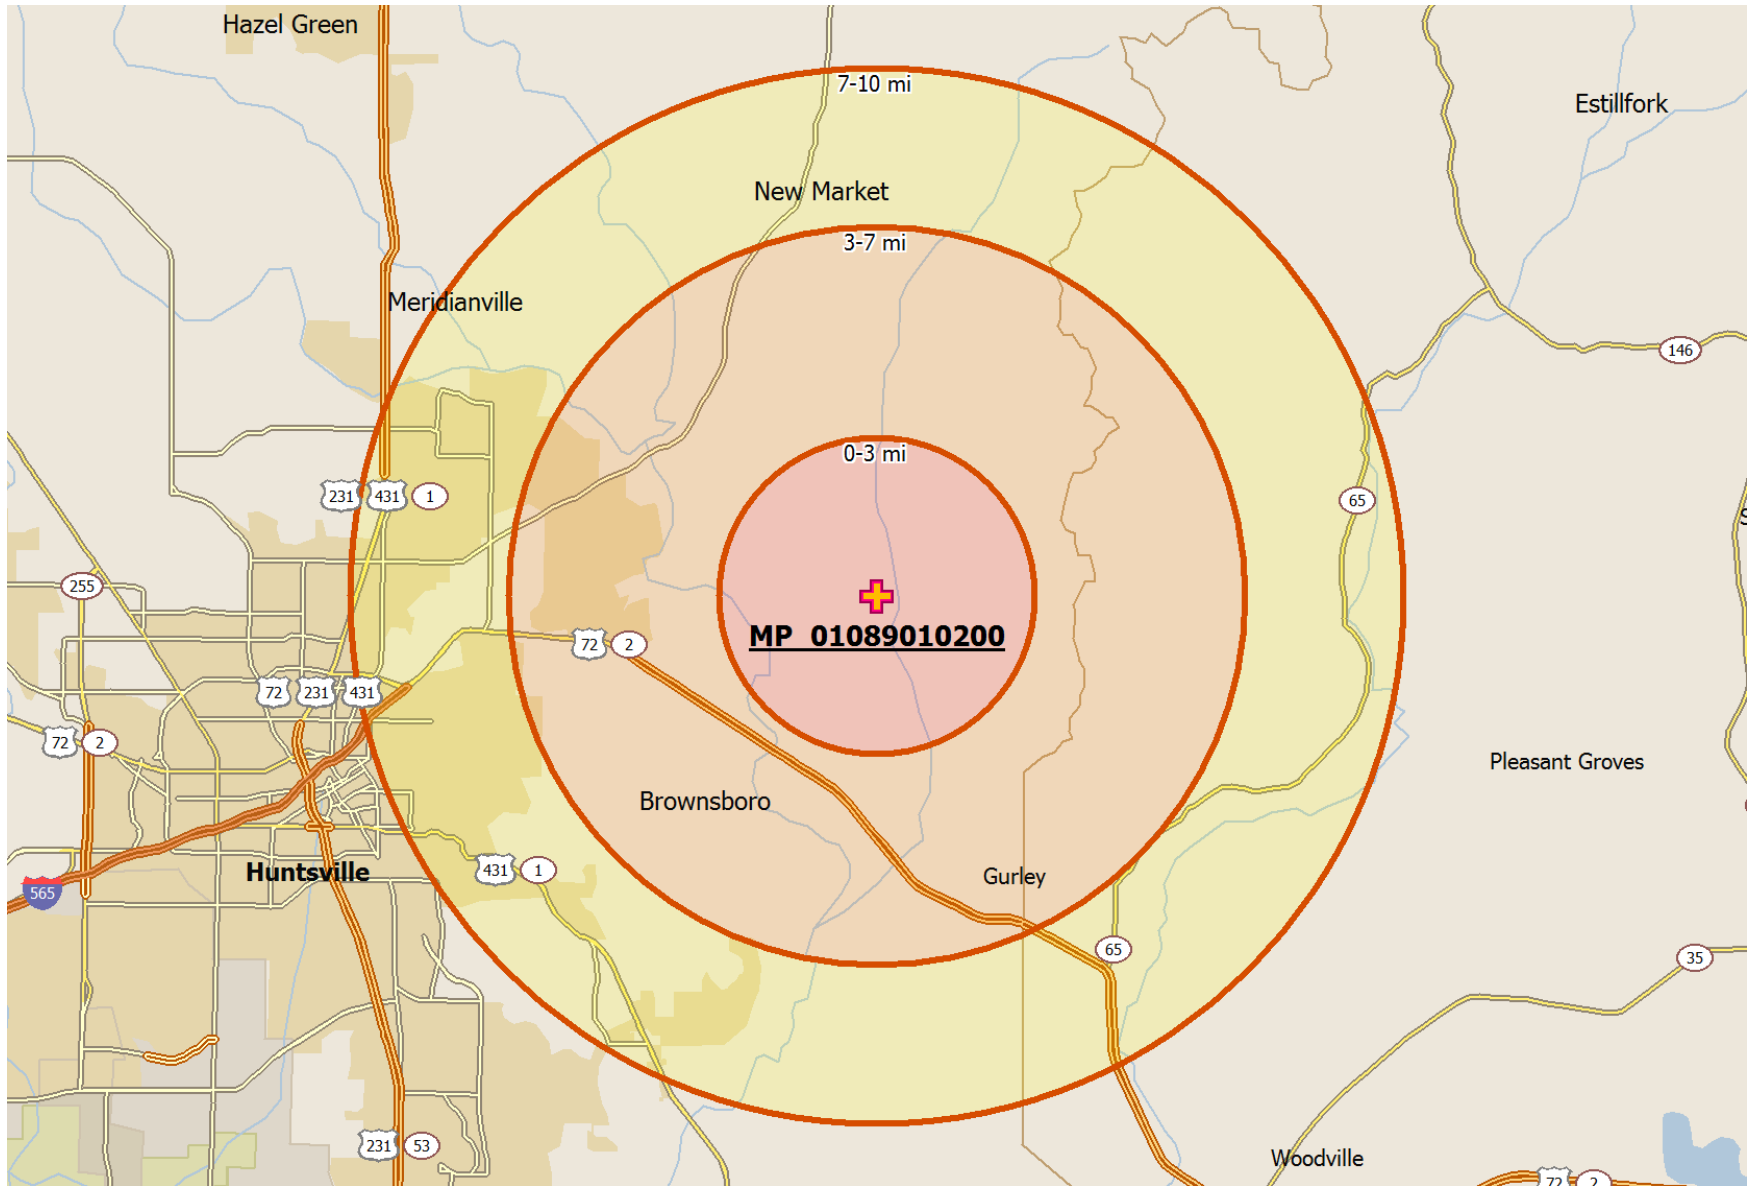 Hazel Green
7-10 mi
Estillfork
New Market
3-7 mi
Meridianville
146
0-3 mi
231 431 1
65
S
255
MP_01089010200
72 2
72 231 431
72 2
Pleasant Groves
Brownsboro
Huntsville
431 1
Gurley
565
65
35
231 53
Woodville
72 2